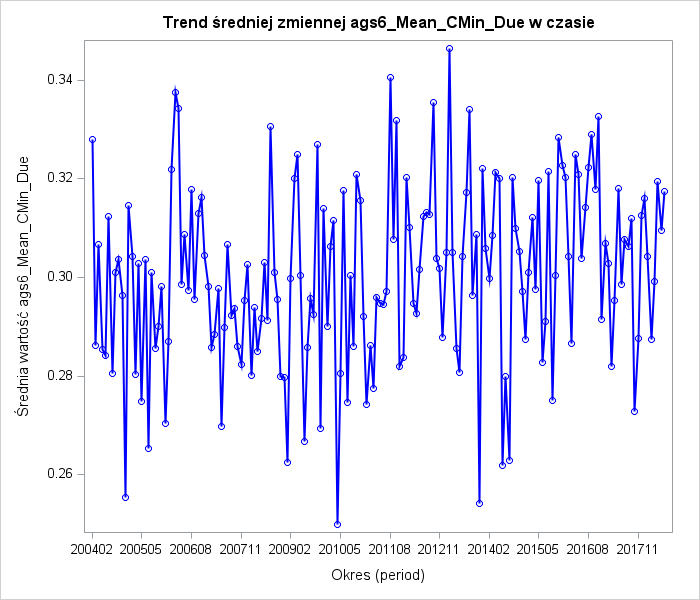 Trend średniej zmiennej ags6_Mean_CMin_Due w czasie
Średnia wartość ags6_Mean_CMin_Due
0.34
0.32
0.30
0.28
0.26
200402 200505 200608 200711 200902 201005 201108 201211 201402 201505 201608 201711
Okres (period)